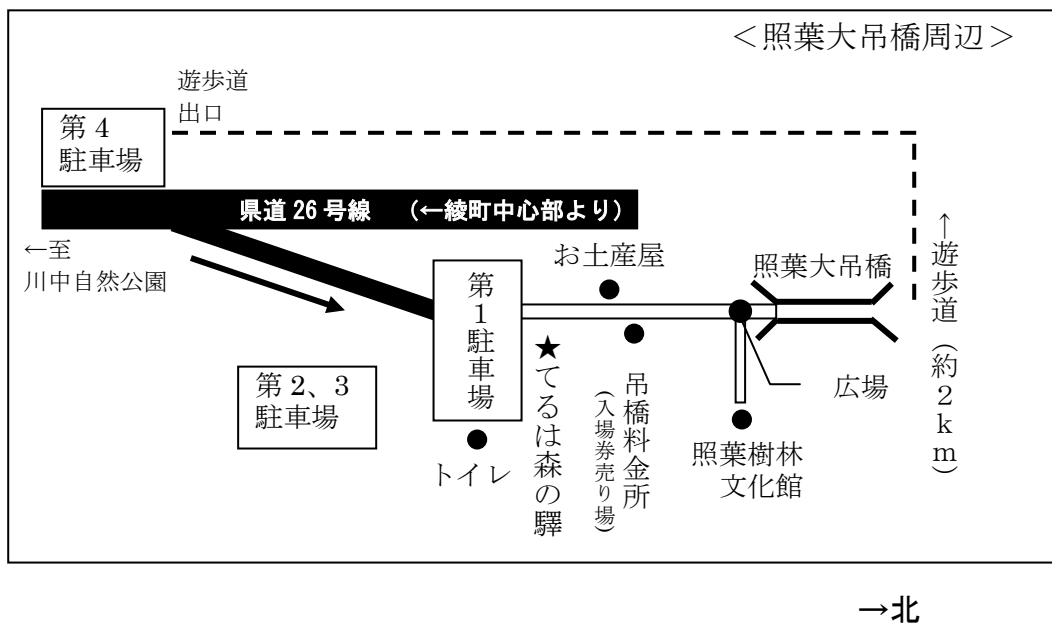 ＜照葉大吊橋周辺＞
遊歩道
出口
第４
駐車場
県道26号線　（←綾町中心部より）
←至
川中自然公園
お土産屋
照葉大吊橋
←遊歩道（約２ｋｍ）
第１駐車場
★てるは森の驛
吊橋料金所
（入場券売り場）
広場
第２、３
駐車場
トイレ
照葉樹林
文化館
→北